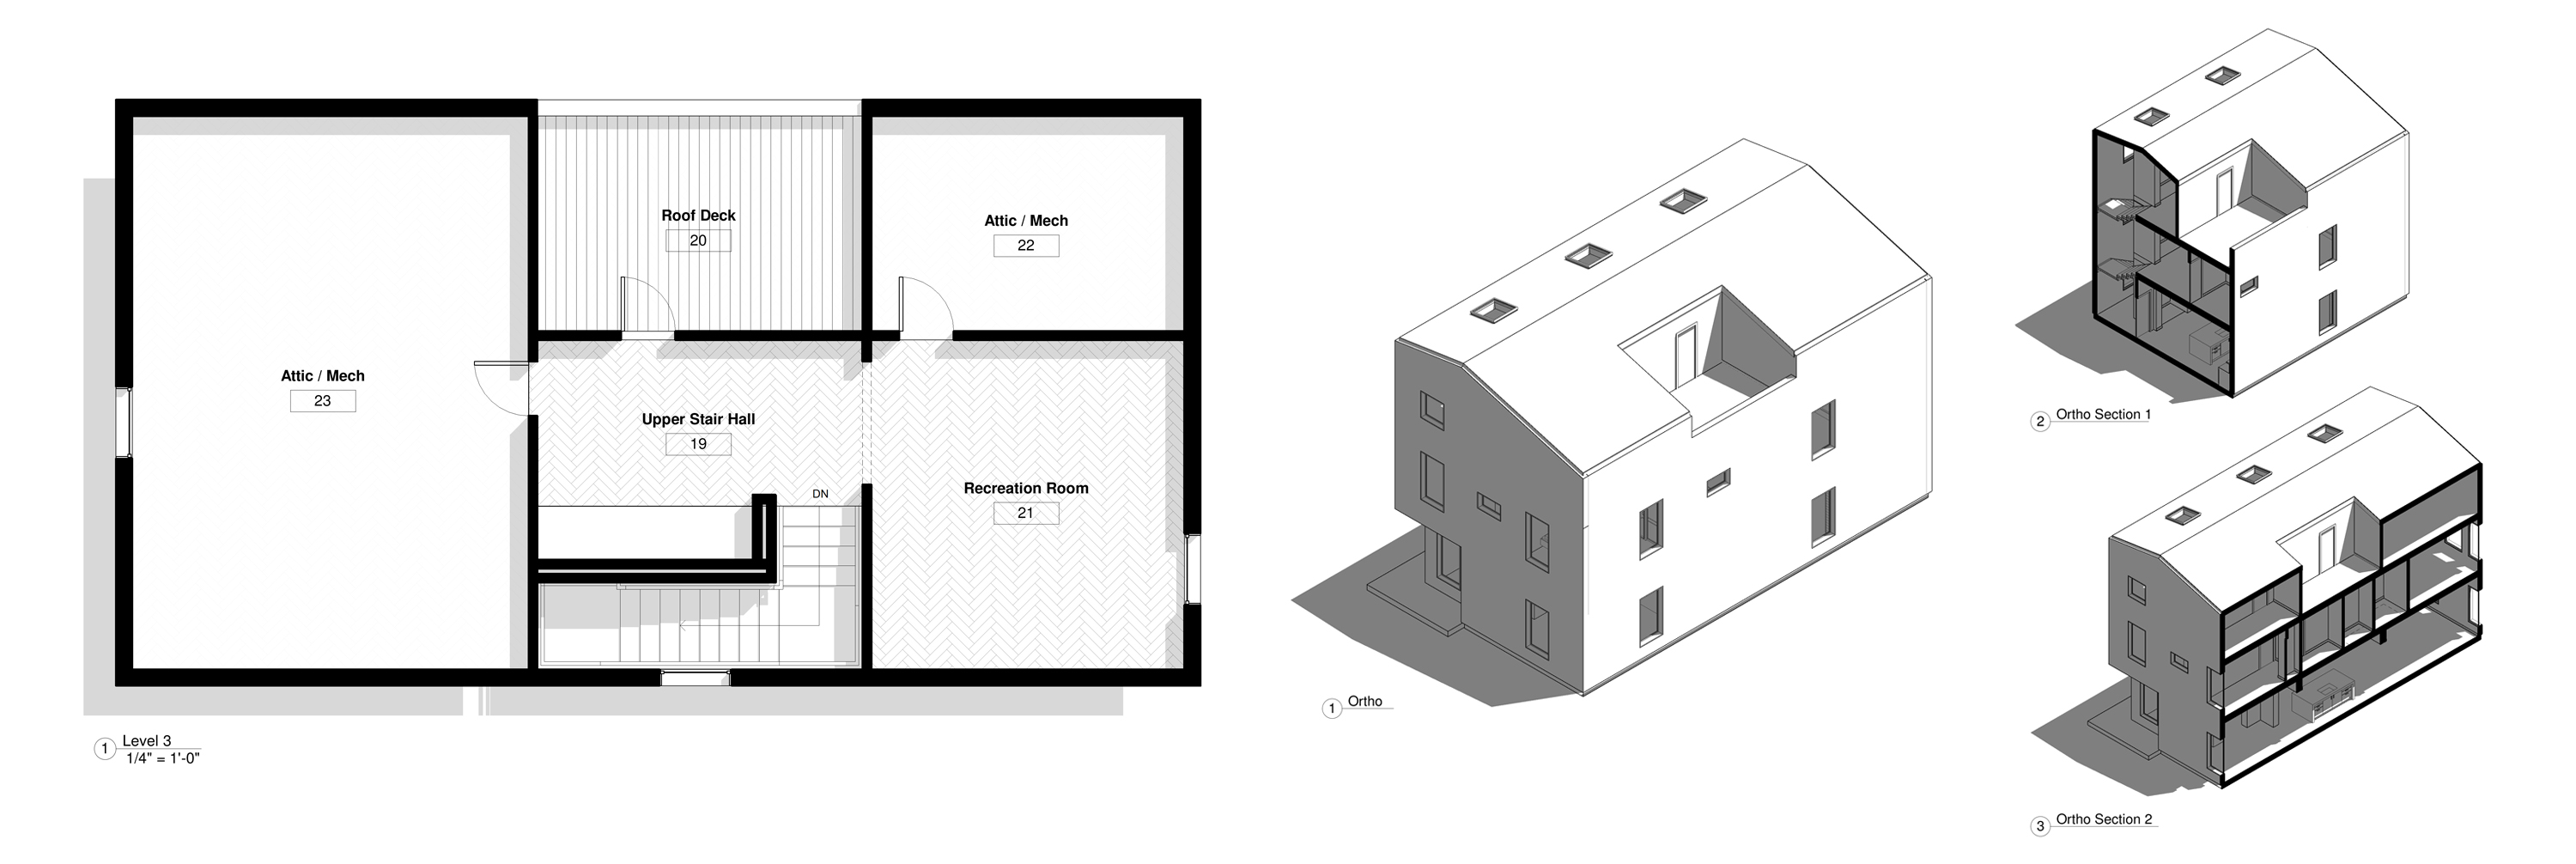 Roof Deck
20
Attic / Mech
22
Attic / Mech
23
Upper Stair Hall
19
DN
Recreation Room
21
1 Level 3
1/4" = 1'-0"
1 Ortho
2 Ortho Section 1
3 Ortho Section 2